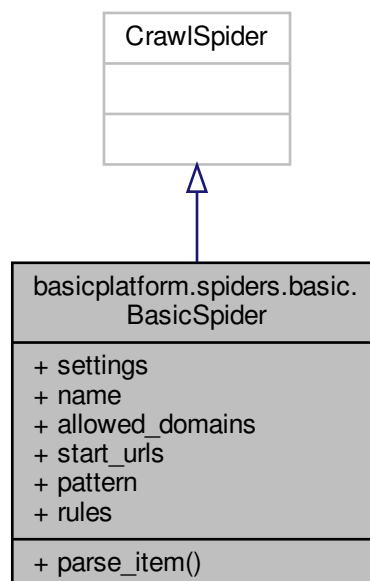 CrawlSpider
basicplatform.spiders.basic.
BasicSpider
+ settings
+ name
+ allowed_domains
+ start_urls
+ pattern
+ rules
+ parse_item()